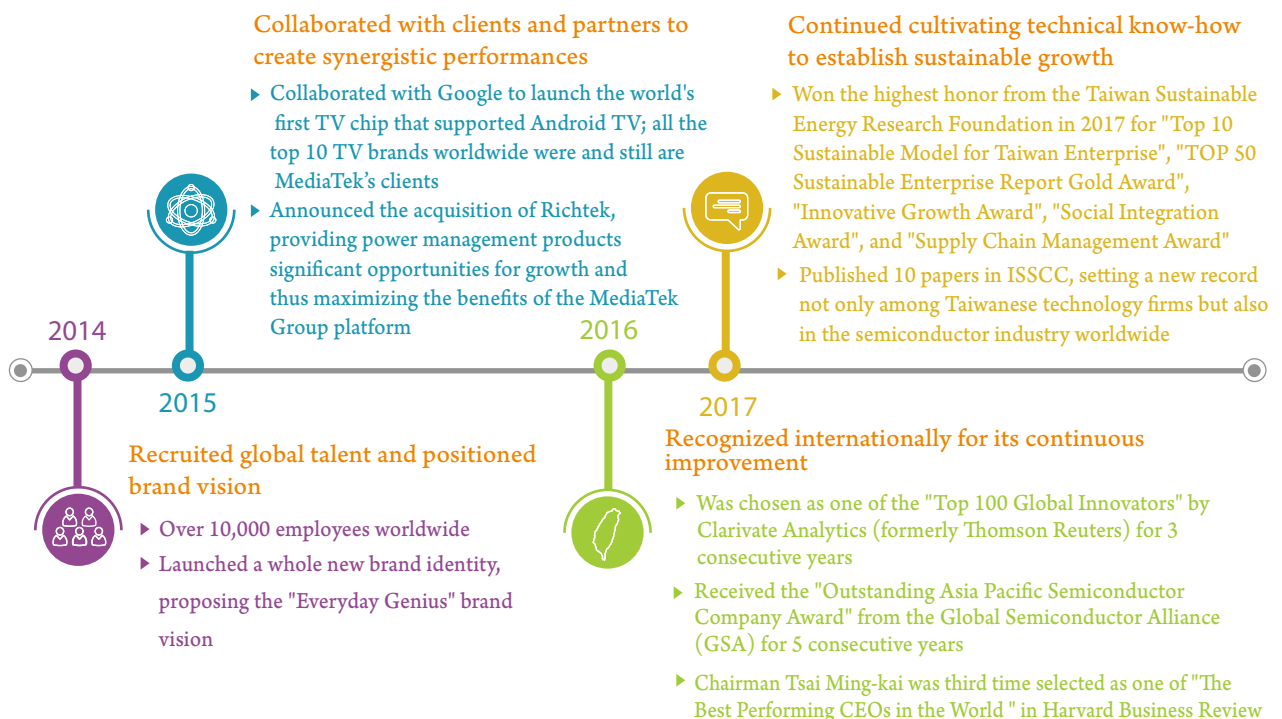 2014
Recruited global talent and positioned
brand vision
Over 10,000 employees worldwide
Launched a whole new brand identity,
proposing the "Everyday Genius" brand
vision
Collaborated with clients and partners to
create synergistic performances
Collaborated with Google to launch the world's
first TV chip that supported Android TV; all the
top 10 TV brands worldwide were and still are
MediaTek’s clients
Announced the acquisition of Richtek,
providing power management products
significant opportunities for growth and
thus maximizing the benefits of the MediaTek
Group platform
2015
2016
Recognized internationally for its continuous
improvement
Was chosen as one of the "Top 100 Global Innovators" by
Clarivate Analytics (formerly Thomson Reuters) for 3
consecutive years
Received the "Outstanding Asia Pacific Semiconductor
Company Award" from the Global Semiconductor Alliance
(GSA) for 5 consecutive years
Chairman Tsai Ming-kai was third time selected as one of "The
Best Performing CEOs in the World " in Harvard Business Review
Continued cultivating technical know-how
to establish sustainable growth
Won the highest honor from the Taiwan Sustainable
Energy Research Foundation in 2017 for "Top 10
Sustainable Model for Taiwan Enterprise", "TOP 50
Sustainable Enterprise Report Gold Award",
"Innovative Growth Award", "Social Integration
Award", and "Supply Chain Management Award"
Published 10 papers in ISSCC, setting a new record
not only among Taiwanese technology firms but also
in the semiconductor industry worldwide
2017